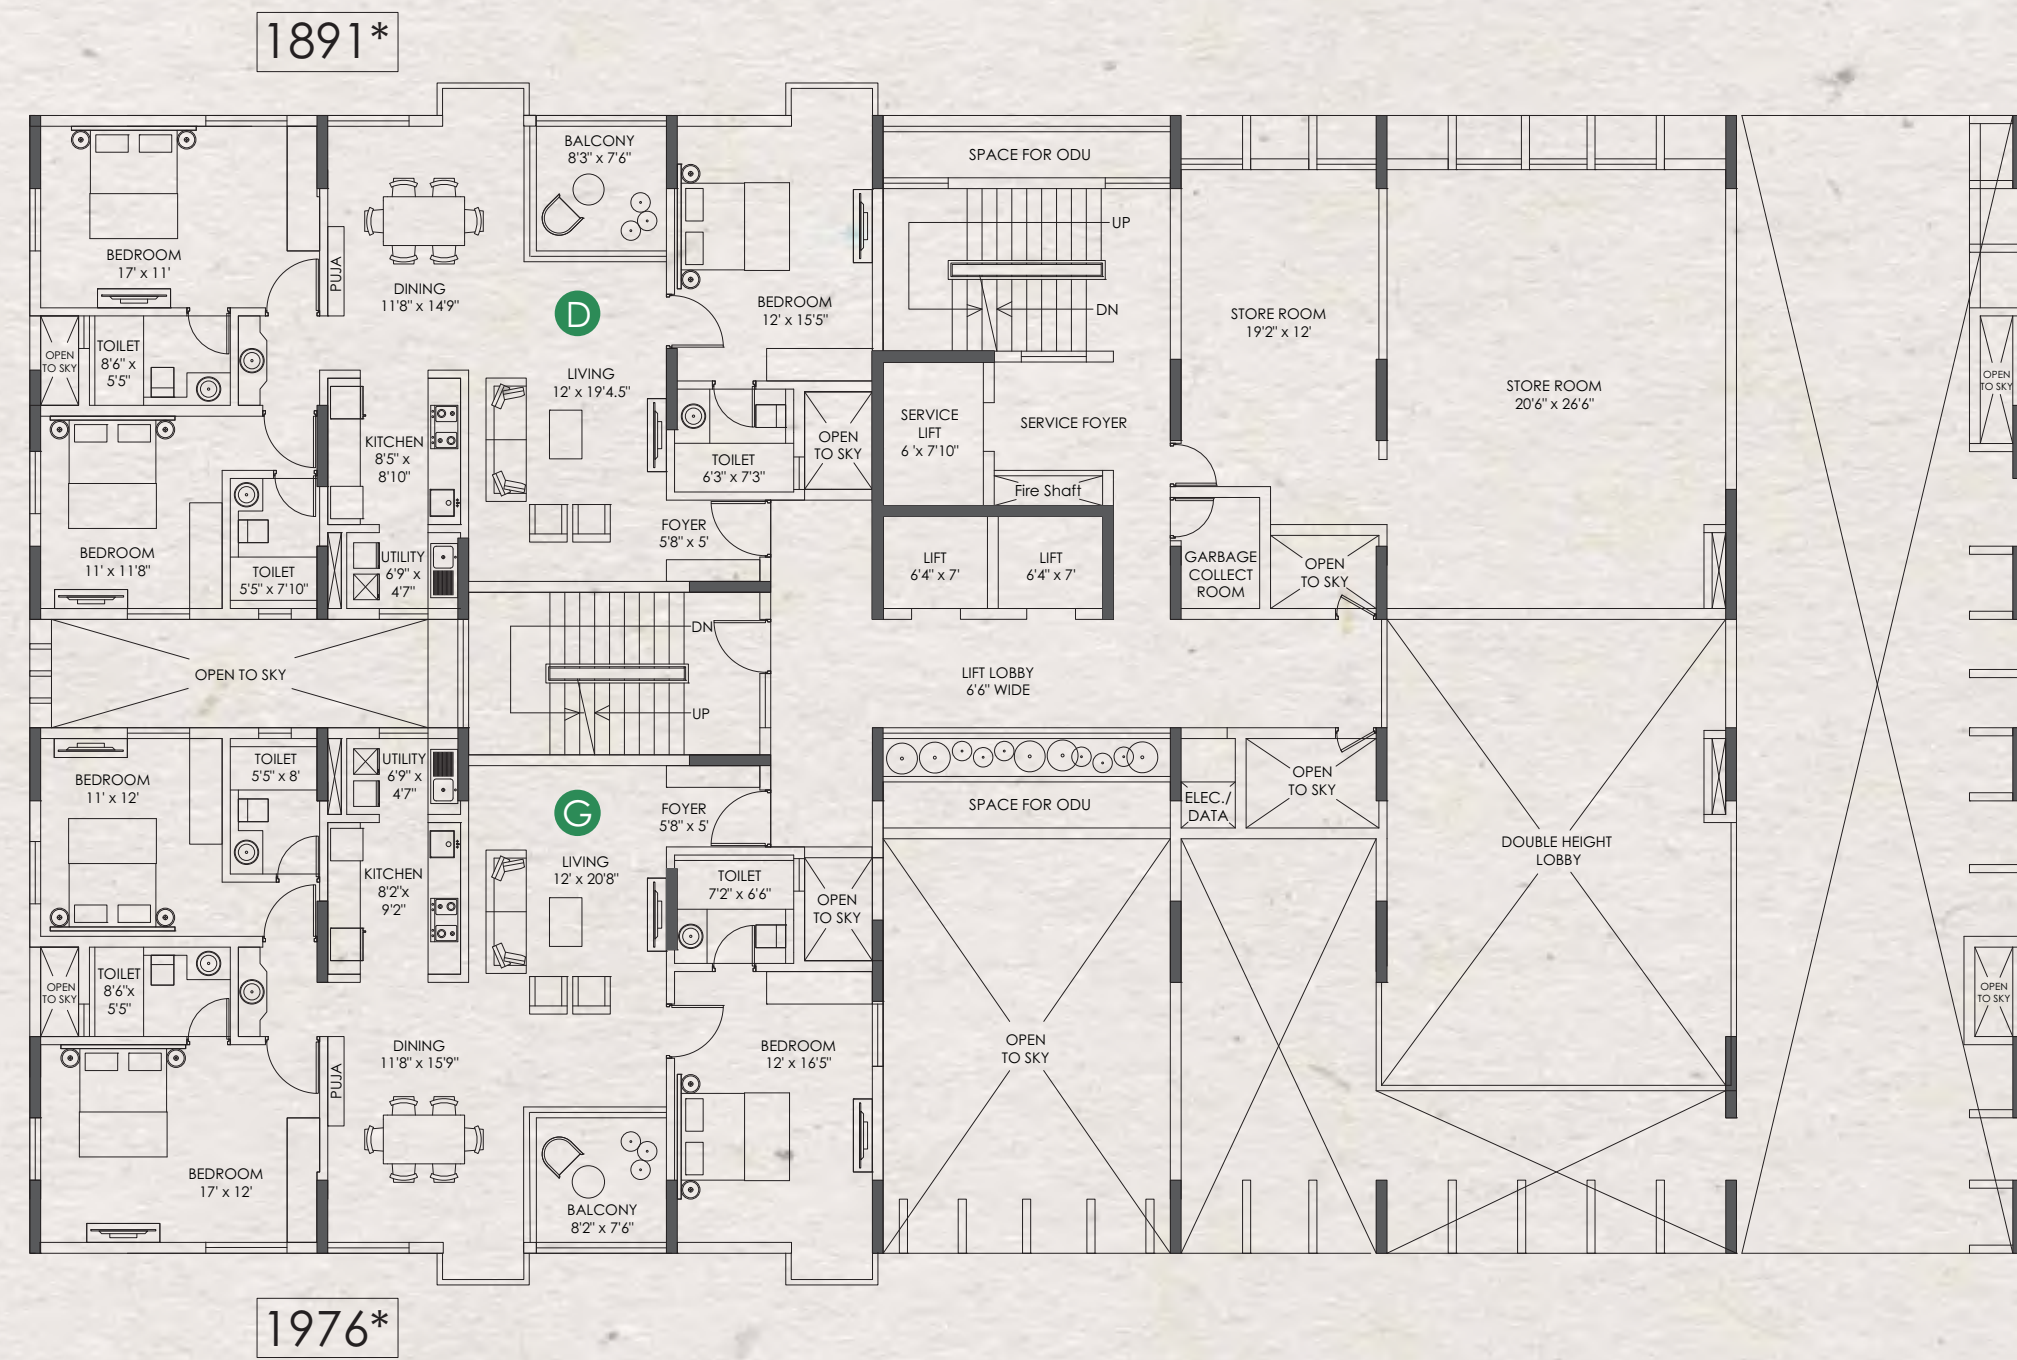 1891*
BALCONY
8'3" x 7'6"
SPACE FOR ODU
UP
BEDROOM
17' x 11'
PUJA
DINING
11'8" x 14'9"
D
BEDROOM
12' x 15'5"
DN
STORE ROOM
19'2" x 12'
OPEN
TO SKY
TOILET
8'6" x
5'5"
LIVING
12' x 19'4.5"
STORE ROOM
20'6" x 26'6"
OPEN
TO SKY
SERVICE
LIFT
6 'x 7'10"
SERVICE FOYER
KITCHEN
8'5" x
8'10"
OPEN
TO SKY
TOILET
6'3" x 7'3"
Fire Shaft
FOYER
5'8" x 5'
BEDROOM
11' x 11'8"
TOILET
5'5" x 7'10"
UTILITY
6'9" x
4'7"
LIFT
6'4" x 7'
LIFT
6'4" x 7'
GARBAGE
COLLECT
ROOM
OPEN
TO SKY
DN
OPEN TO SKY
LIFT LOBBY
6'6" WIDE
UP
BEDROOM
11' x 12'
TOILET
5'5" x 8'
UTILITY
6'9" x
4'7"
OPEN
TO SKY
FOYER
5'8" x 5'
G
SPACE FOR ODU
ELEC./
DATA
DOUBLE HEIGHT
LOBBY
LIVING
12' x 20'8"
KITCHEN
8'2"x
9'2"
TOILET
7'2" x 6'6"
OPEN
TO SKY
OPEN
TO SKY
TOILET
8'6"x
5'5"
OPEN
TO SKY
DINING
11'8" x 15'9"
BEDROOM
12' x 16'5"
OPEN
TO SKY
PUJA
BEDROOM
17' x 12'
BALCONY
8'2" x 7'6"
1976*